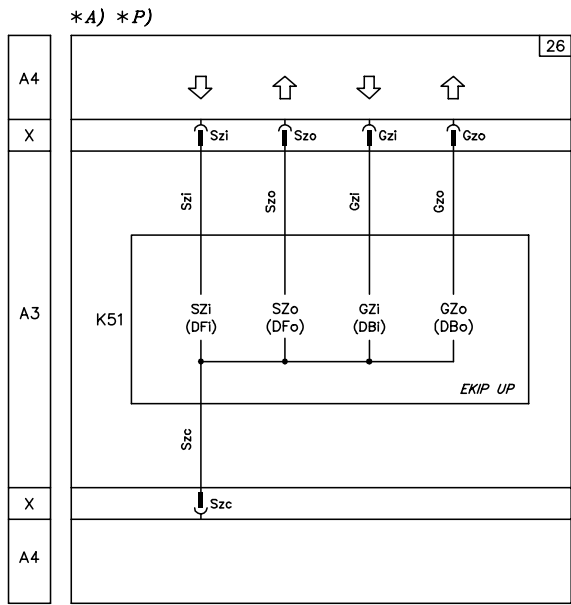 *A) *P)
26
A4
X
Szi Szo Gzi Gzo
Szi Szo Gzi Gzo
A3
K51
SZi SZo GZi GZo
(DFi) (DFo) (DBi) (DBo)
EKIP UP
Szc
X
Szc
A4